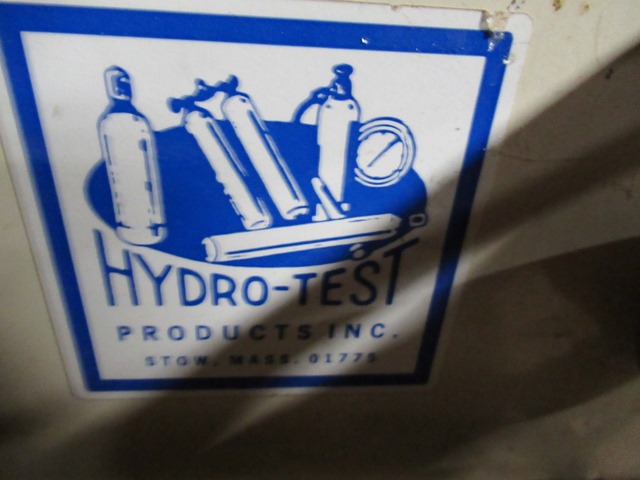 HYDRO-TEST
PRODUCTS INC.
STOW, MASS. 01775